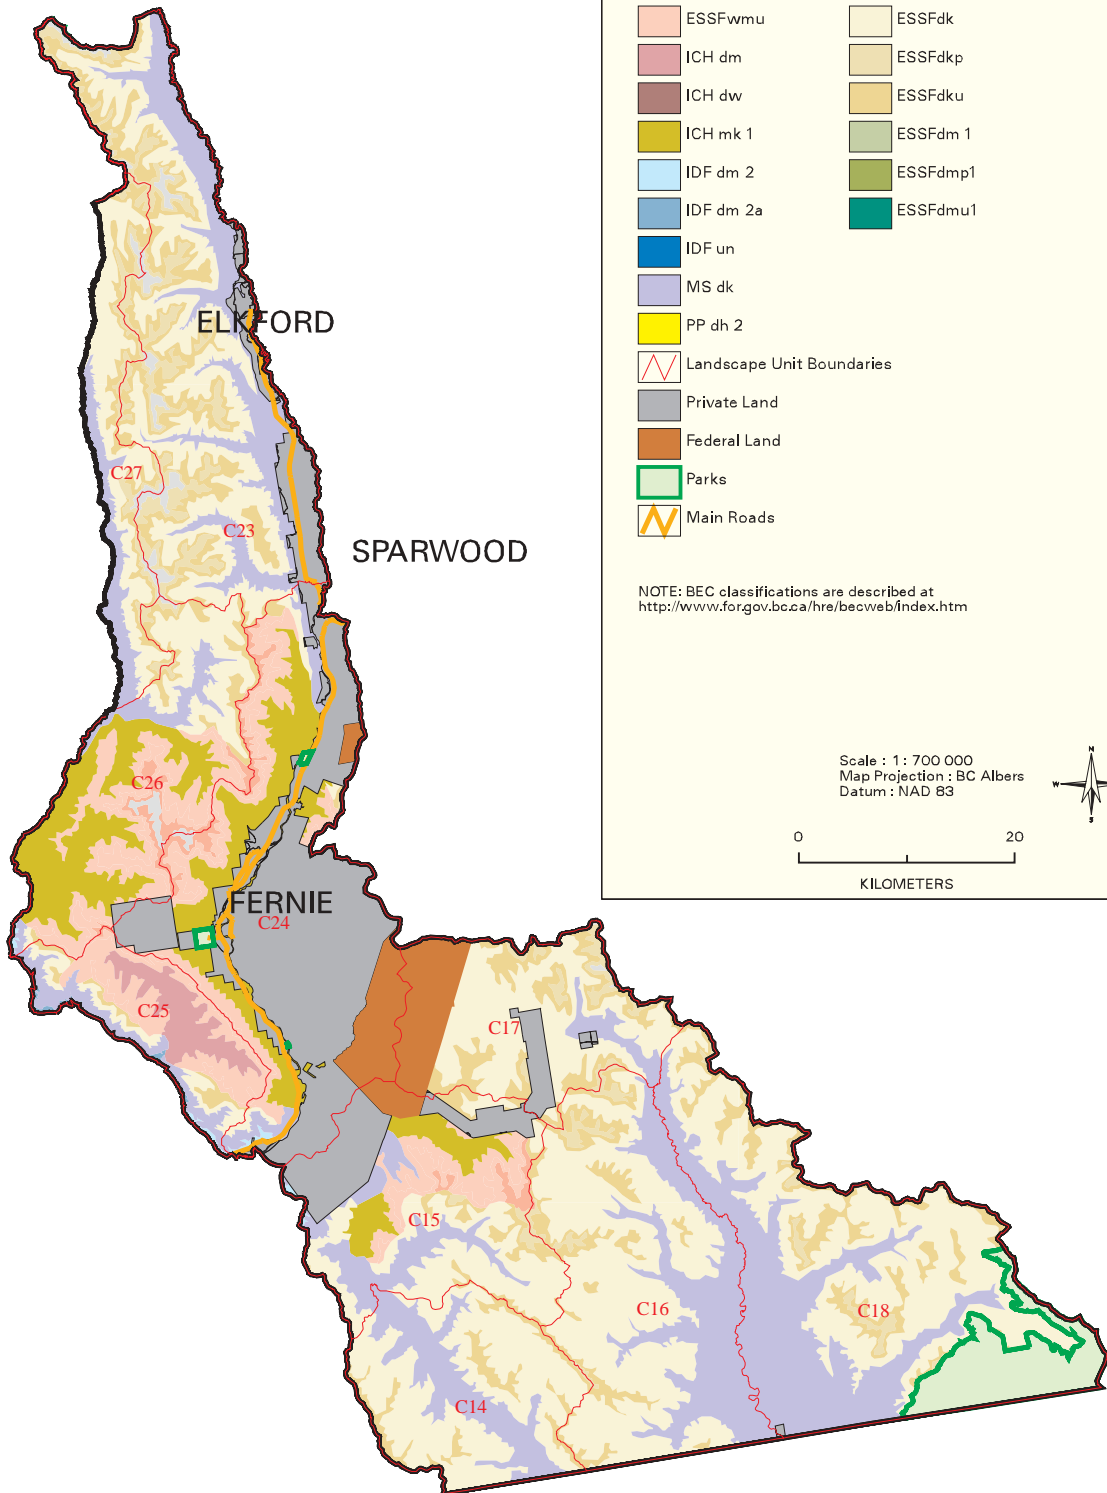 ESSFwmu
ICH dm
ICH dw
ICH mk 1
IDF dm 2
IDF dm 2a
IDF un
MS dk
PP dh 2
Landscape Unit Boundaries
Private Land
Federal Land
Parks
Main Roads
ESSFdk
ESSFdkp
ESSFdku
ESSFdm 1
ESSFdmp1
ESSFdmu1
NOTE: BEC classifications are described at
http://www.for.gov.bc.ca/hre/becweb/index.htm
Scale : 1 : 700 000
Map Projection : BC Albers
Datum : NAD 83
N
W
S
0 20
KILOMETERS
ELKFORD
C27
C23
SPARWOOD
C26
FERNIE
C24
C25
C17
C15
C16
C18
C14